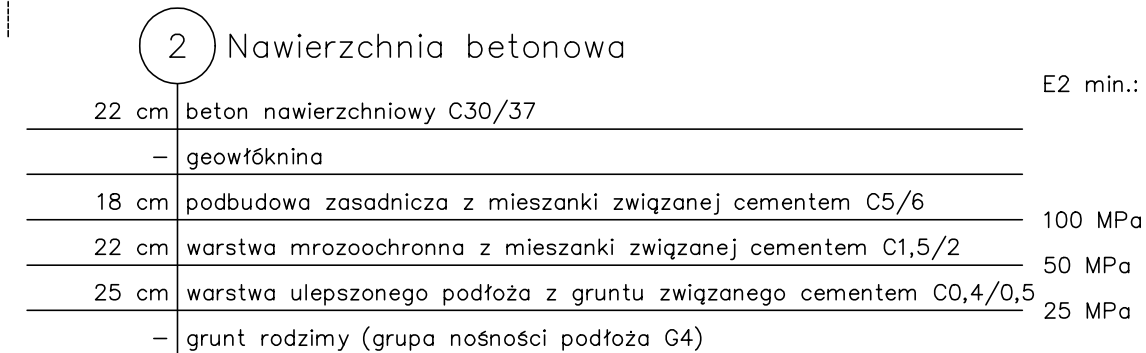 2 Nawierzchnia betonowa
E2 min.:
22 cm beton nawierzchniowy C30/37
– geowłóknina
18 cm podbudowa zasadnicza z mieszanki związanej cementem C5/6
100 MPa
22 cm warstwa mrozoochronna z mieszanki związanej cementem C1,5/2
50 MPa
25 cm warstwa ulepszonego podłoża z gruntu związanego cementem C0,4/0,5
25 MPa
– grunt rodzimy (grupa nośności podłoża G4)